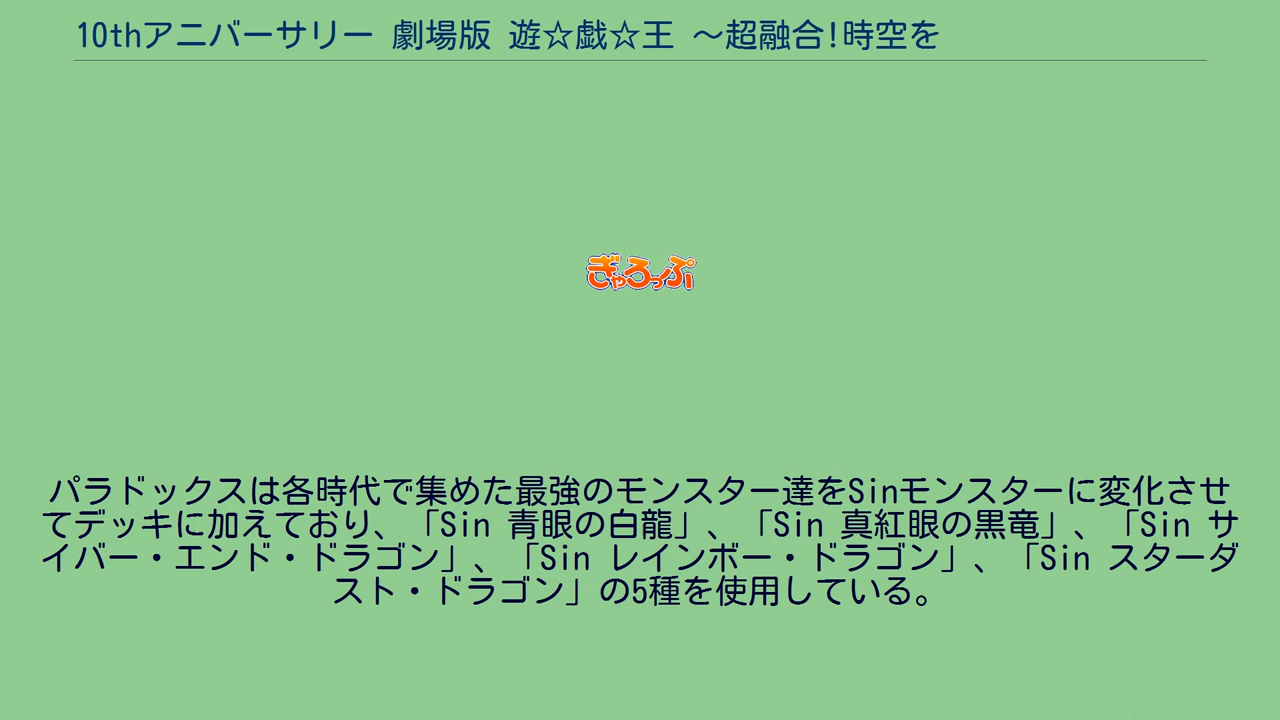 10thアニバーサリー 劇場版 遊☆戯☆王 〜超融合!時空を
ぎゃろっぷ
パラドックスは各時代で集めた最強のモンスター達をSinモンスターに変化させ
てデッキに加えており、「Sin 青眼の白龍」、「Sin 真紅眼の黒竜」、「Sin サ
イバー・エンド・ドラゴン」、「Sin レインボー・ドラゴン」、「Sin スターダ
スト・ドラゴン」の5種を使用している。